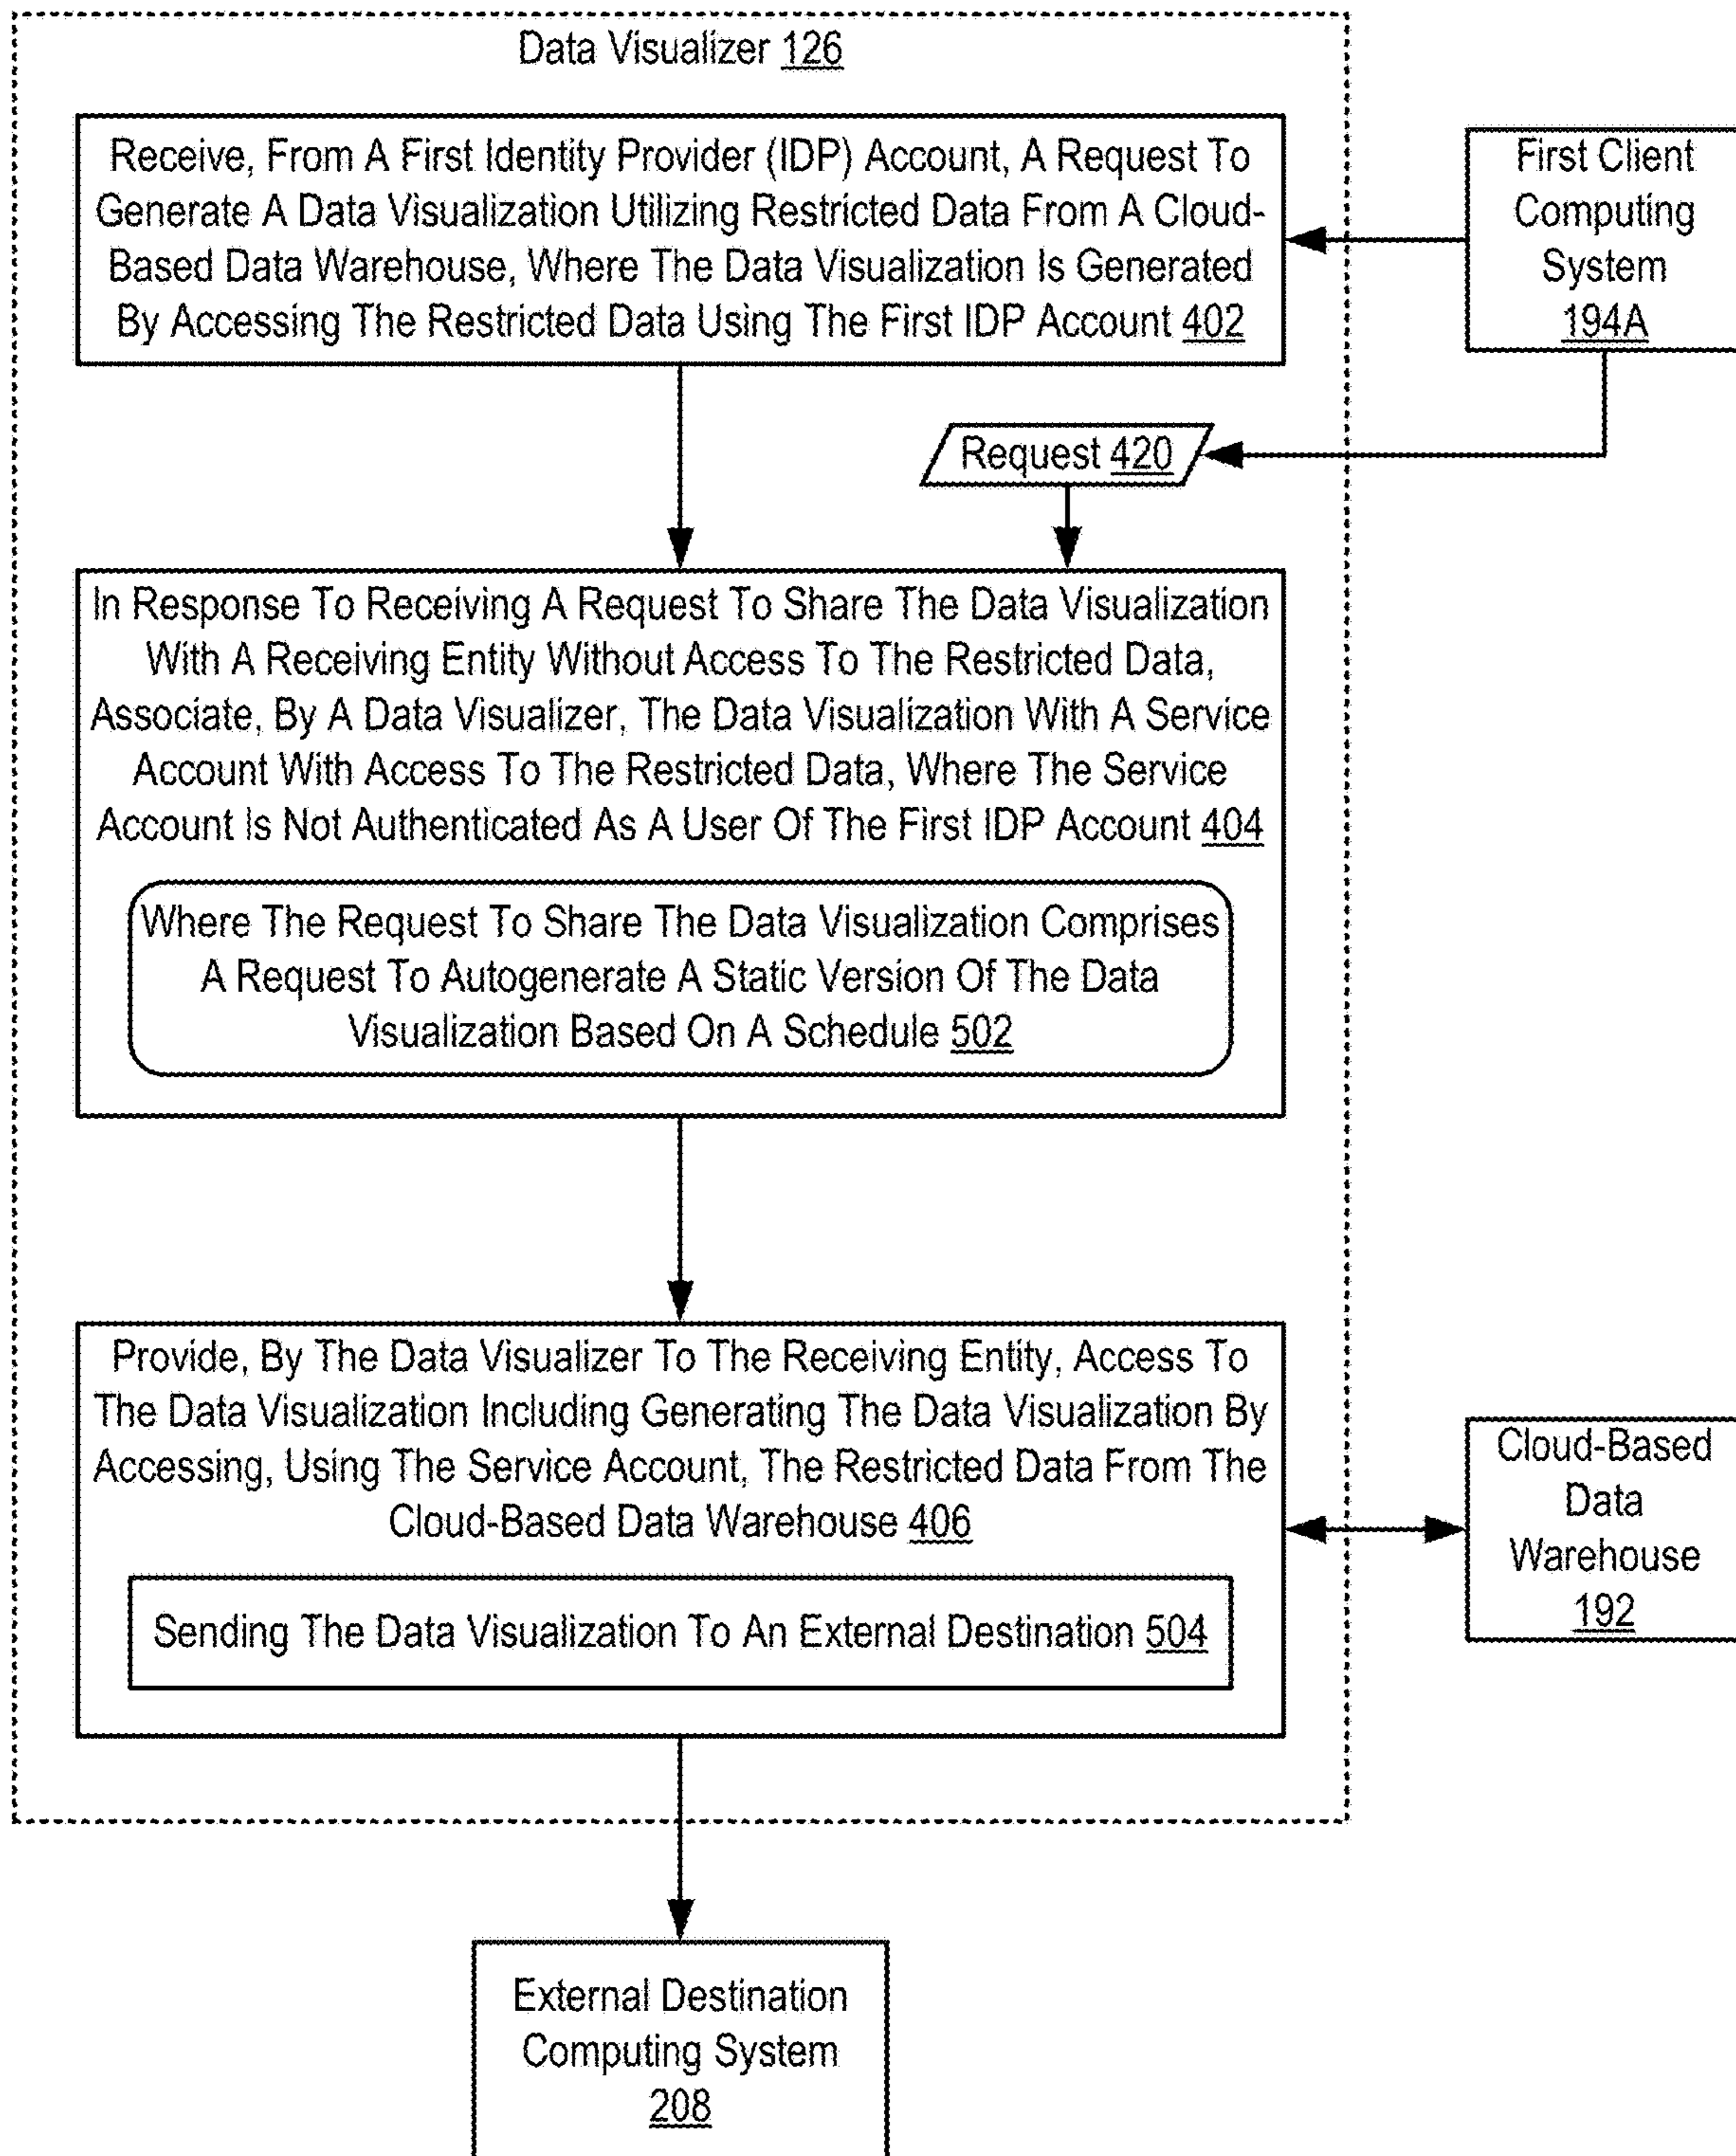 Data Visualizer 126
Receive, From A First Identity Provider (IDP) Account, A Request To
Generate A Data Visualization Utilizing Restricted Data From A Cloud-
Based Data Warehouse, Where The Data Visualization Is Generated
By Accessing The Restricted Data Using The First IDP Account 402
First Client
Computing
System
194A
Request 420
In Response To Receiving A Request To Share The Data Visualization
With A Receiving Entity Without Access To The Restricted Data,
Associate, By A Data Visualizer, The Data Visualization With A Service
Account With Access To The Restricted Data, Where The Service
Account Is Not Authenticated As A User Of The First IDP Account 404
Where The Request To Share The Data Visualization Comprises
A Request To Autogenerate A Static Version Of The Data
Visualization Based On A Schedule 502
Provide, By The Data Visualizer To The Receiving Entity, Access To
The Data Visualization Including Generating The Data Visualization By
Accessing, Using The Service Account, The Restricted Data From The
Cloud-Based Data Warehouse 406
Sending The Data Visualization To An External Destination 504
Cloud-Based
Data
Warehouse
192
External Destination
Computing System
208